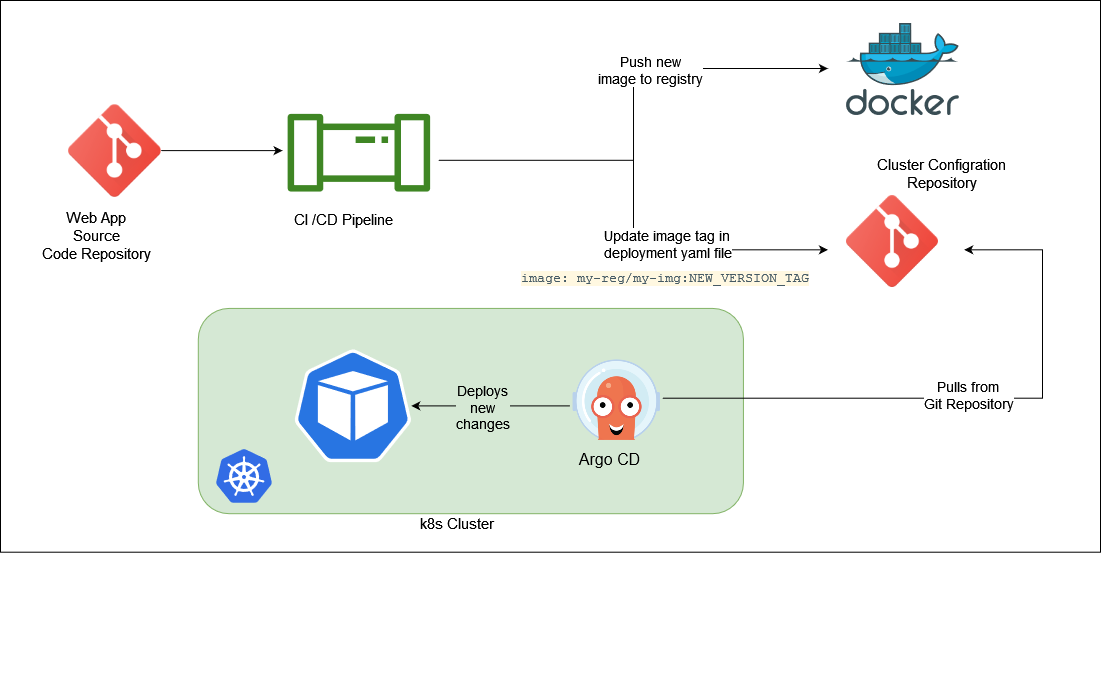 Push new
image to registry
docker
Cluster Configration
Repository
Web App
Source
Code Repository
CI /CD Pipeline
Update image tag in
deployment yaml file
image: my-reg/my-img:NEW_VERSION_TAG
Deploys
new
changes
Argo CD
Pulls from
Git Repository
k8s Cluster